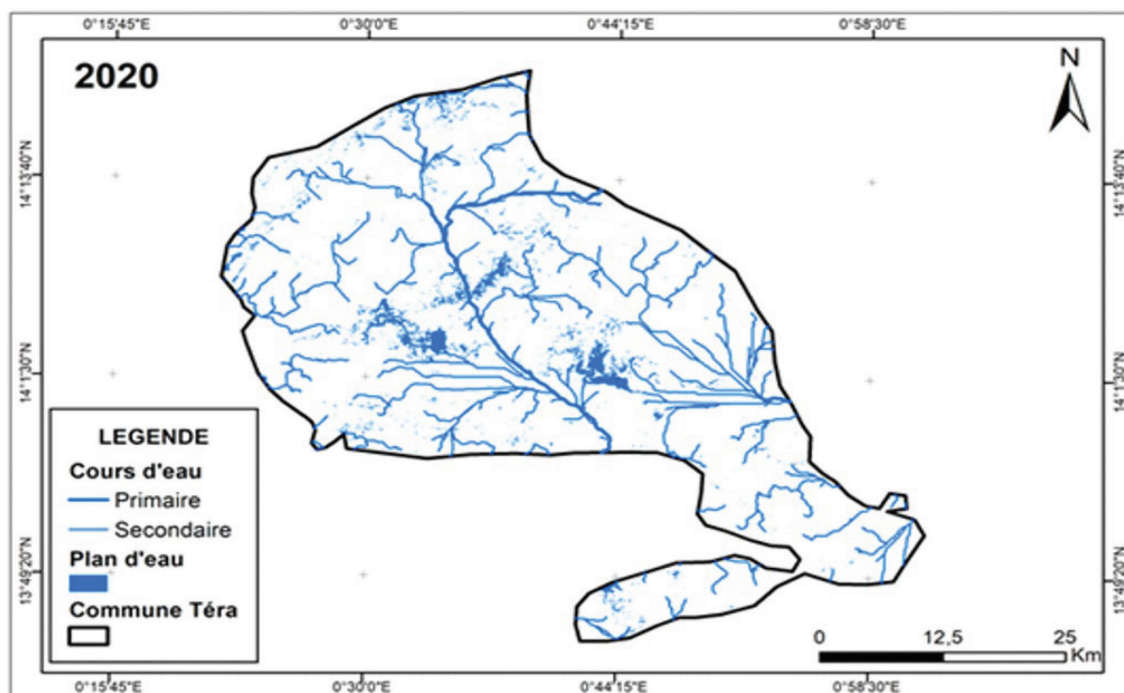 0°15'45"E 0°30'0"E 0°44'15"E 0°58'30"E
2020
N
14°13'40"N 14°13'40"N
14°1'30"N 14°1'30"N
LEGENDE
Cours d'eau
Primaire
Secondaire
Plan d'eau
Commune Téra
13°49'20"N 13°49'20"N
0 12,5 25
Km
0°15'45"E 0°30'0"E 0°44'15"E 0°58'30"E